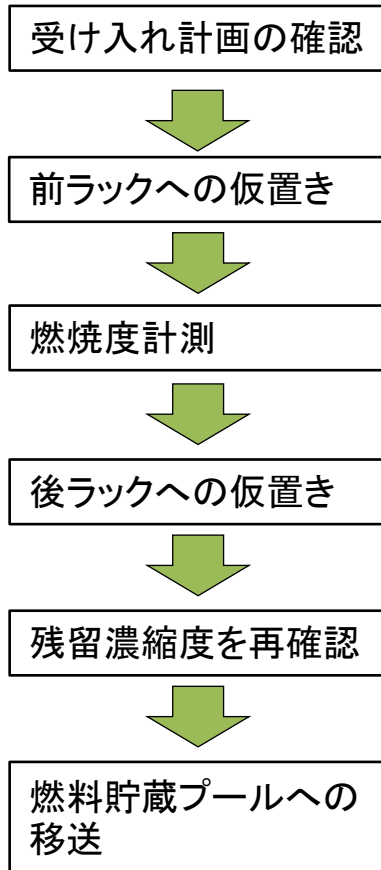 受け入れ計画の確認
前ラックへの仮置き
燃焼度計測
後ラックへの仮置き
残留濃縮度を再確認
燃料貯蔵プールへの
移送